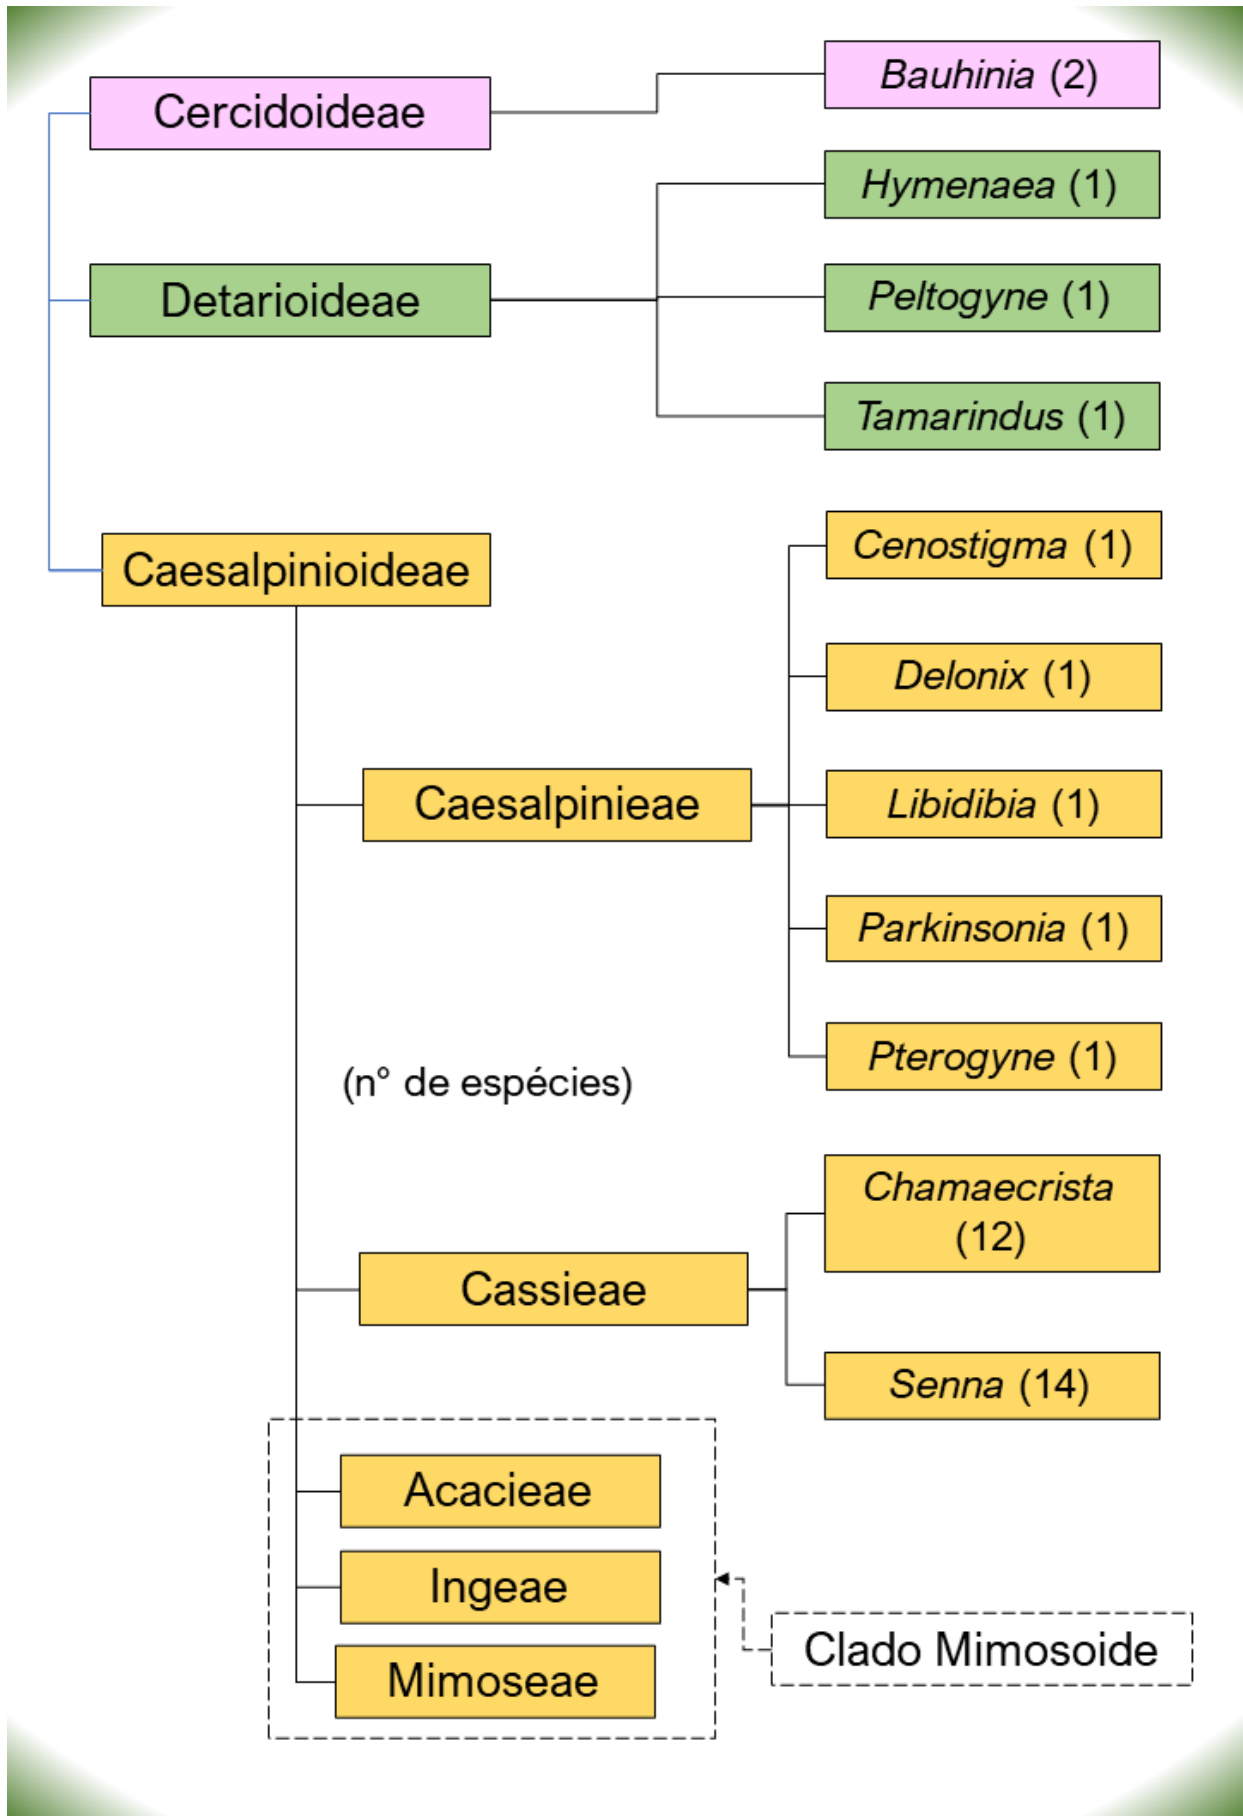 Cercidoideae
Bauhinia (2)
Detarioideae
Hymenaea (1)
Peltogyne (1)
Tamarindus (1)
Caesalpinioideae
Caesalpinieae
Cenostigma (1)
Delonix (1)
Libidibia (1)
Parkinsonia (1)
Pterogyne (1)
(n° de espécies)
Cassieae
Chamaecrista
(12)
Senna (14)
Acacieae
Ingeae
Mimoseae
Clado Mimosoide